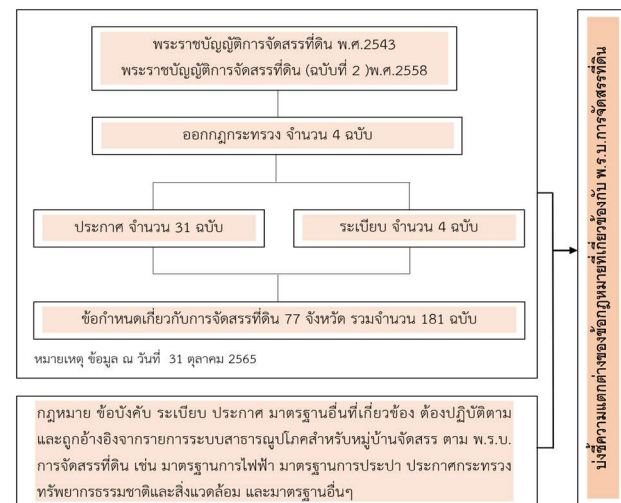 พระราชบัญญัติการจัดสรรที่ดิน พ.ศ.2543
พระราชบัญญัติการจัดสรรที่ดิน (ฉบับที่ 2 )พ.ศ.2558
ออกกฎกระทรวง จำนวน 4 ฉบับ
ประกาศ จำนวน 31 ฉบับ
ระเบียบ จำนวน 4 ฉบับ
ข้อกำหนดเกี่ยวกับการจัดสรรที่ดิน 77 จังหวัด รวมจำนวน 181 ฉบับ
หมายเหตุ ข้อมูล ณ วันที่ 31 ตุลาคม 2565
กฎหมาย ข้อบังคับ ระเบียบ ประกาศ มาตรฐานอื่นที่เกี่ยวข้อง ต้องปฏิบัติตาม
และถูกอ้างอิงจากรายการระบบสาธารณูปโภคสำหรับหมู่บ้านจัดสรร ตาม พ.ร.บ.
การจัดสรรที่ดิน เช่น มาตรฐานการไฟฟ้า มาตรฐานการประปา ประกาศกระทรวง
ทรัพยากรธรรมชาติและสิ่งแวดล้อม และมาตรฐานอื่นๆ
บ่งชี้ความแตกต่างของข้อกฎหมายที่เกี่ยวข้องกับ พ.ร.บ.การจัดสรรที่ดิน